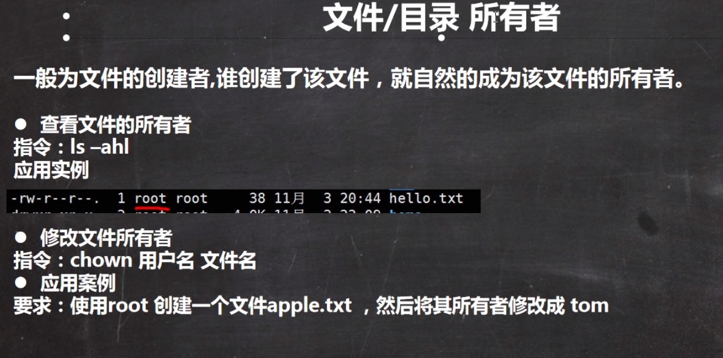 文件/目录 所有者
一般为文件的创建者,谁创建了该文件，就自然的成为该文件的所有者。
● 查看文件的所有者
指令：ls –ahl
应用实例
-rw-r--r--. 1 root root 38 11月 3 20:44 hello.txt
● 修改文件所有者
指令：chown 用户名 文件名
● 应用案例
要求：使用root 创建一个文件apple.txt ，然后将其所有者修改成 tom